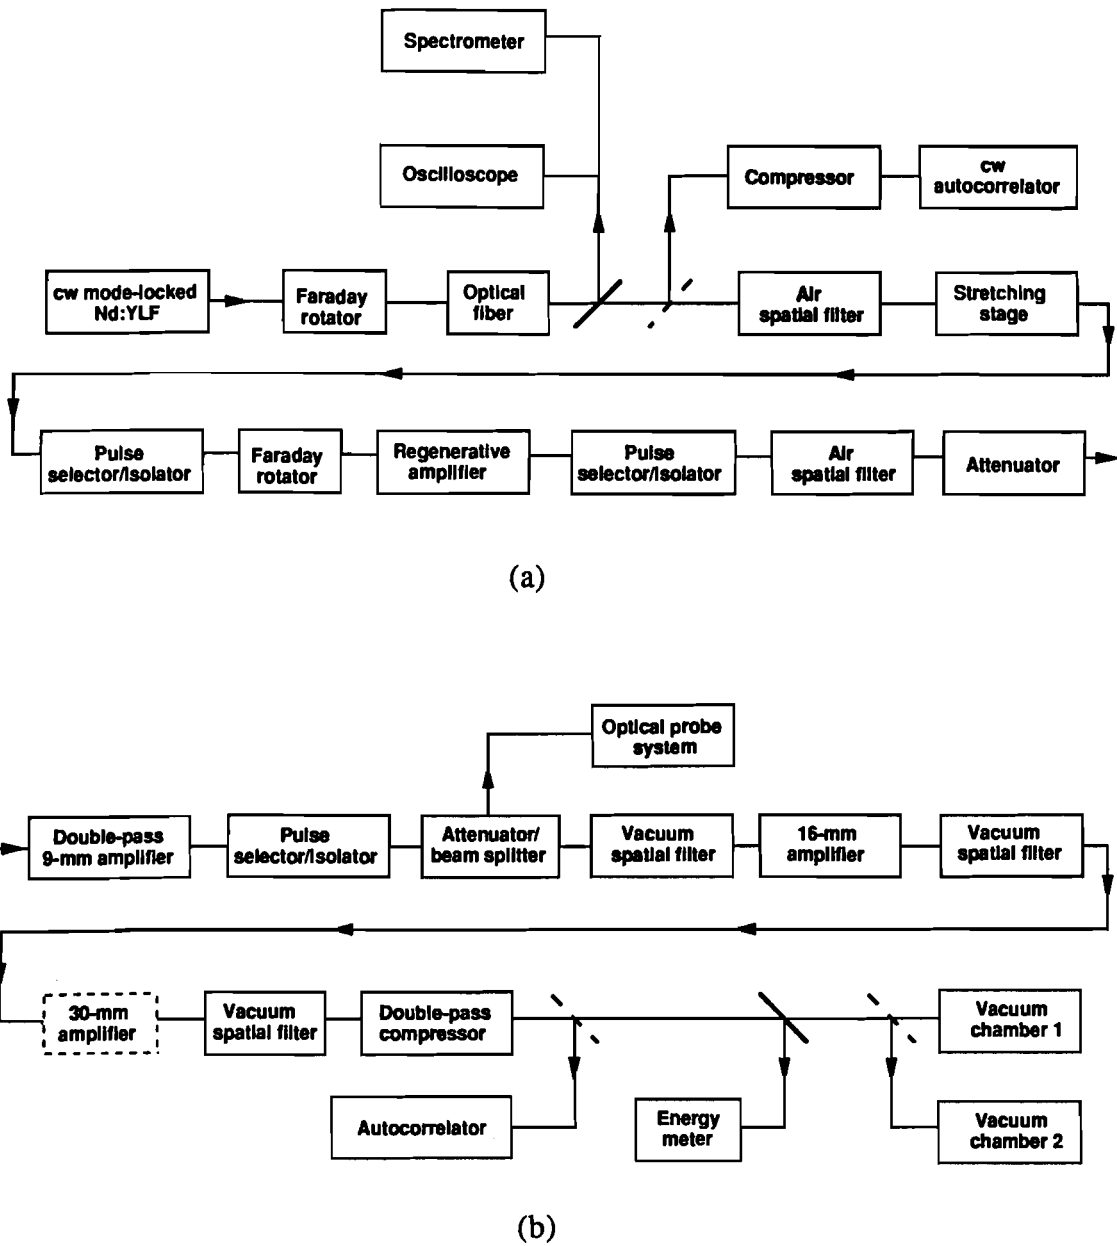 Spectrometer
Oscilloscope
Compressor
cw
autocorrelator
cw mode-locked
Nd:YLF
Faraday
rotator
Optical
fiber
Air
spatial filter
Stretching
stage
Pulse
selector/Isolator
Faraday
rotator
Regenerative
amplifier
Pulse
selector/Isolator
Air
spatial filter
Attenuator
(a)
Optical probe
system
Double-pass
9-mm amplifier
Pulse
selector/Isolator
Attenuator/
beam splitter
Vacuum
spatial filter
16-mm
amplifier
Vacuum
spatial filter
30-mm
amplifier
Vacuum
spatial filter
Double-pass
compressor
Vacuum
chamber 1
Autocorrelator
Energy
meter
Vacuum
chamber 2
(b)